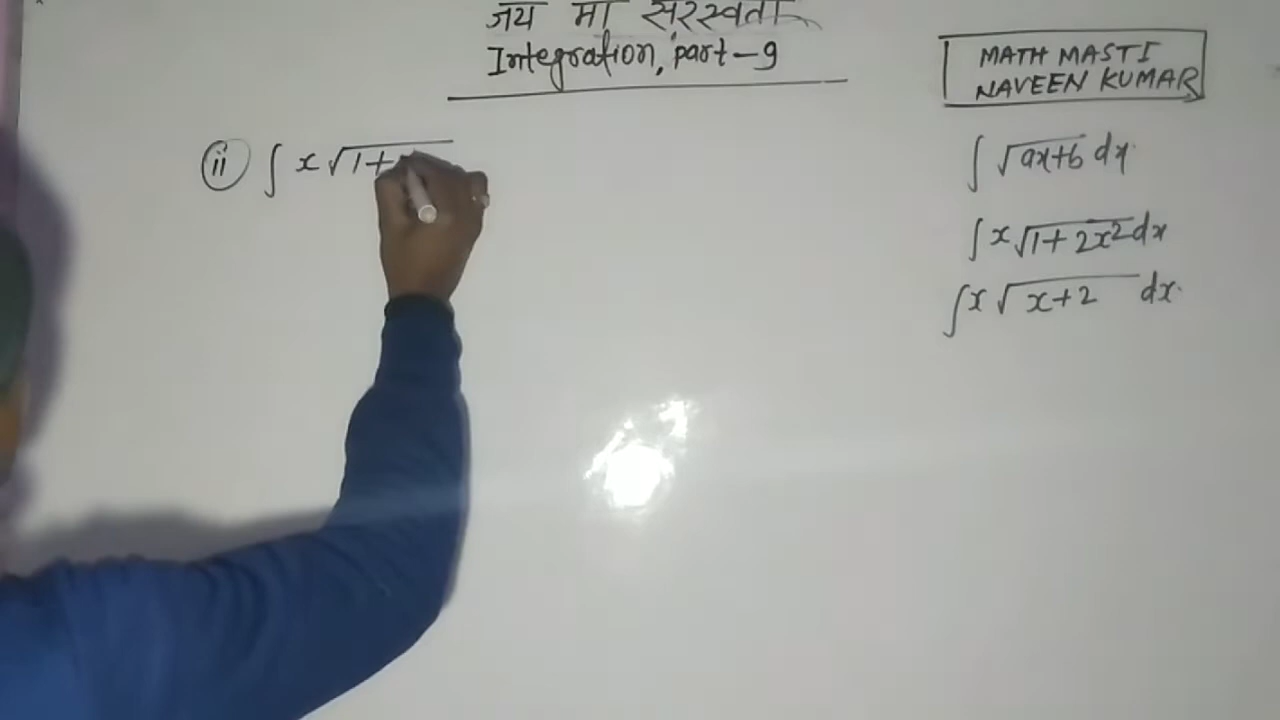 जय माँ सरस्वती
Integration, part-9
MATH MASTI
NAVEEN KUMAR
(ii) ∫ x √1+
∫ √ax+b dx
∫ x √1+2x² dx
∫ x √x+2 dx